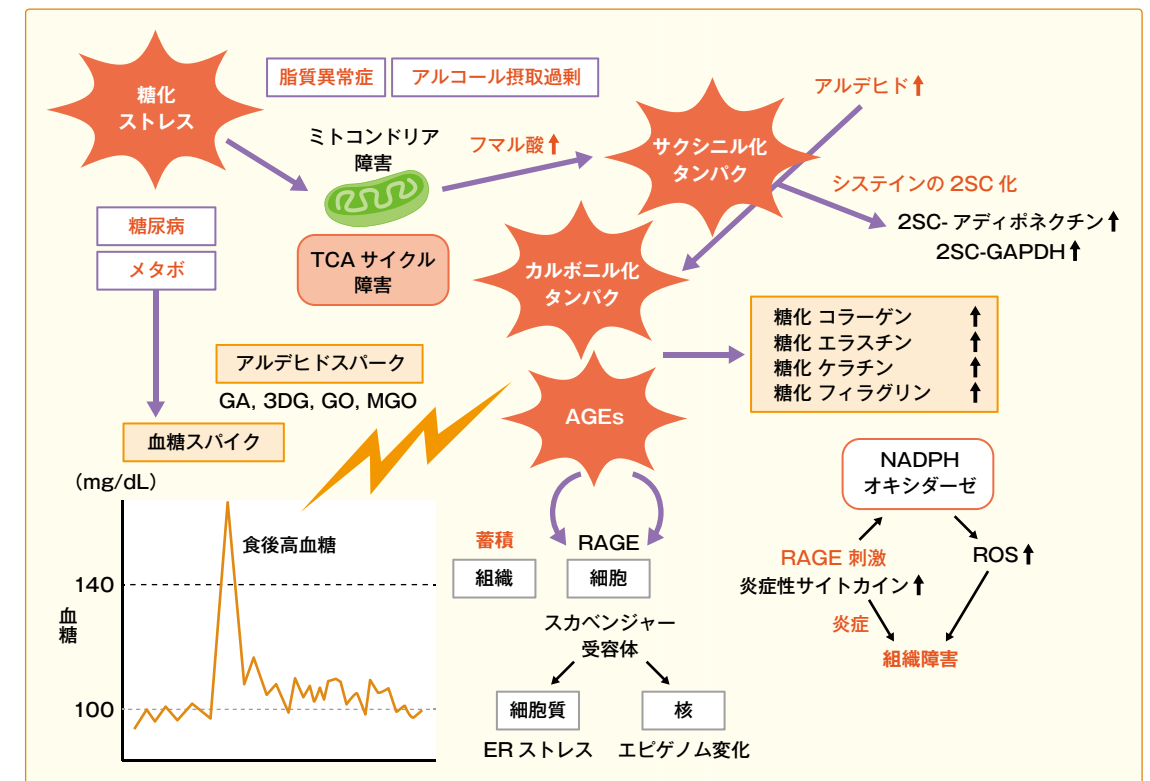 糖化
ストレス
脂質異常症
アルコール摂取過剰
ミトコンドリア
障害
フマル酸⬆
サクシニル化
タンパク
アルデヒド⬆
システインの 2SC 化
2SC- アディポネクチン⬆
2SC-GAPDH⬆
糖尿病
メタボ
TCA サイクル
障害
カルボニル化
タンパク
糖化 コラーゲン ⬆
糖化 エラスチン ⬆
糖化 ケラチン ⬆
糖化 フィラグリン ⬆
アルデヒドスパーク
GA, 3DG, GO, MGO
血糖スパイク
AGEs
(mg/dL)
食後高血糖
140
血糖
100
蓄積
組織
RAGE
細胞
スカベンジャー
受容体
細胞質
ER ストレス
核
エピゲノム変化
NADPH
オキシダーゼ
RAGE 刺激
炎症性サイトカイン⬆
ROS⬆
炎症
組織障害